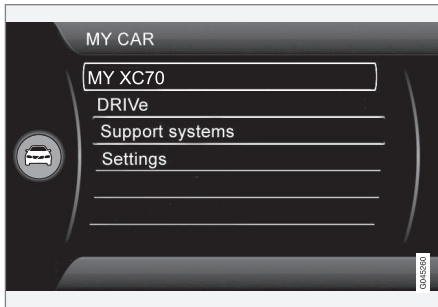 MY CAR
MY XC70
DRIVe
Support systems
Settings
G045260